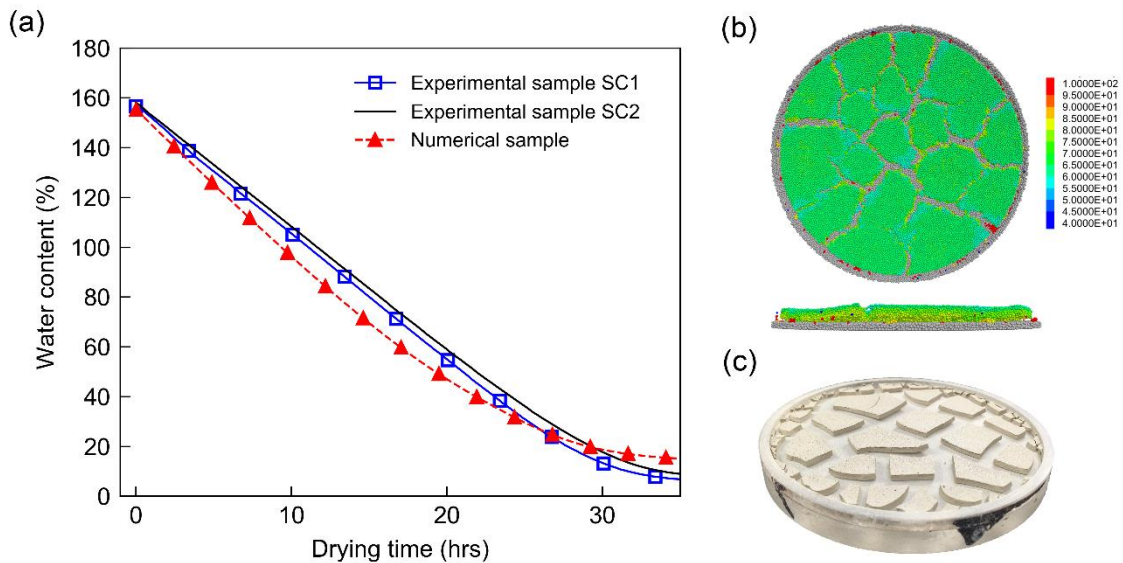 (a)
180
160
140
120
100
80
60
40
20
0
Water content (%)
Experimental sample SC1
Experimental sample SC2
Numerical sample
0 10 20 30
Drying time (hrs)
(b)
1.0000E+02
9.5000E+01
9.0000E+01
8.5000E+01
8.0000E+01
7.5000E+01
7.0000E+01
6.5000E+01
6.0000E+01
5.5000E+01
5.0000E+01
4.5000E+01
4.0000E+01
(c)